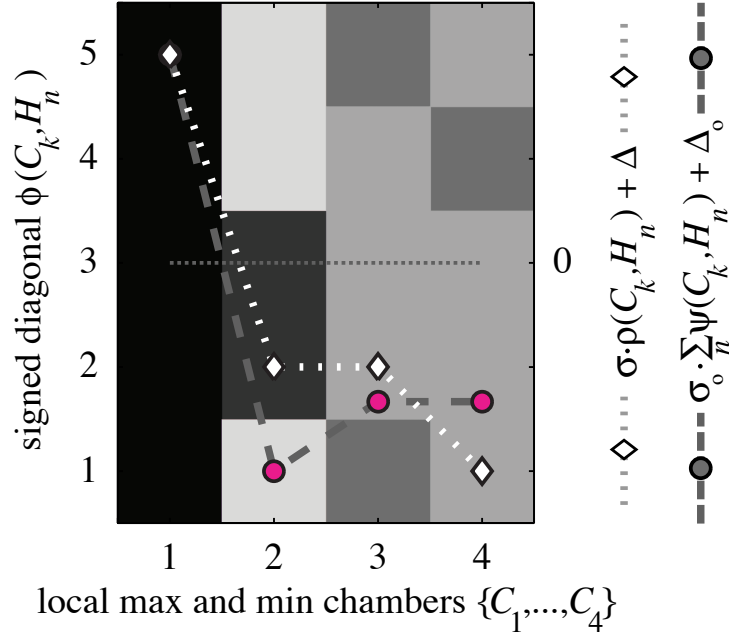 signed diagonal ϕ(C_k,H_n)
5
4
3
2
1
0
1 2 3 4
local max and min chambers {C_1,...,C_4}
σ·ρ(C_k,H_n) + Δ
σ_o·Σ_n ψ(C_k,H_n) + Δ_o